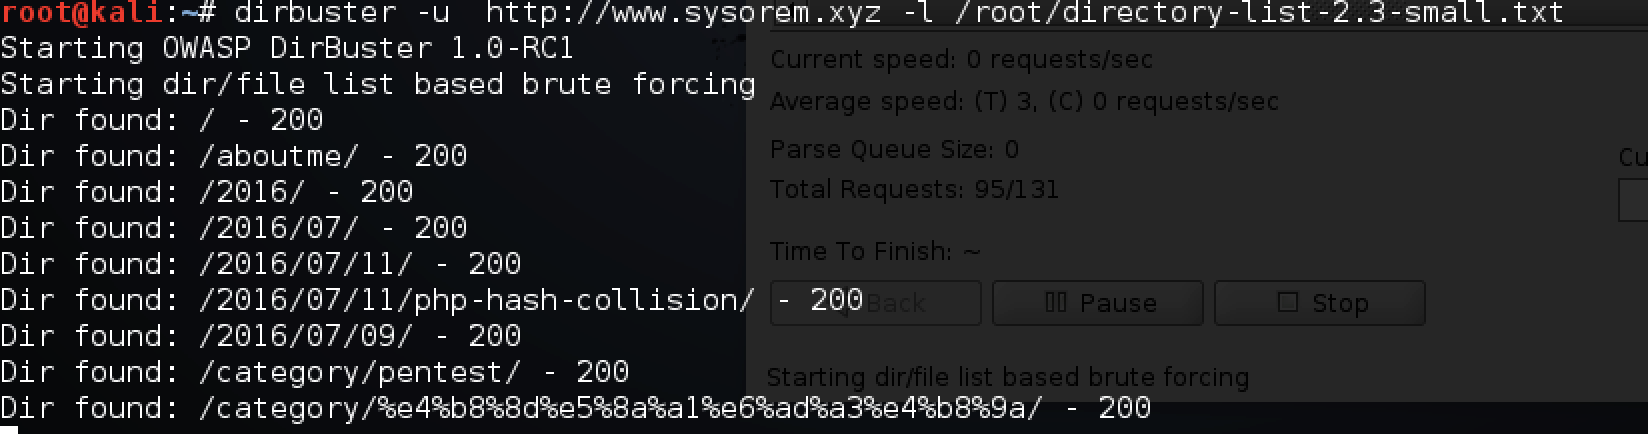 root@kali:~# dirbuster -u  http://www.sysorem.xyz -l /root/directory-list-2.3-small.txt
Starting OWASP DirBuster 1.0-RC1
Starting dir/file list based brute forcing
Dir found: / - 200
Dir found: /aboutme/ - 200
Dir found: /2016/ - 200
Dir found: /2016/07/ - 200
Dir found: /2016/07/11/ - 200
Dir found: /2016/07/11/php-hash-collision/ - 200
Dir found: /2016/07/09/ - 200
Dir found: /category/pentest/ - 200
Dir found: /category/%e4%b8%8d%e5%8a%a1%e6%ad%a3%e4%b8%9a/ - 200
Current speed: 0 requests/sec
Average speed: (T) 3, (C) 0 requests/sec
Parse Queue Size: 0
Cu
Total Requests: 95/131
Time To Finish: ~
Back Pause Stop
Starting dir/file list based brute forcing